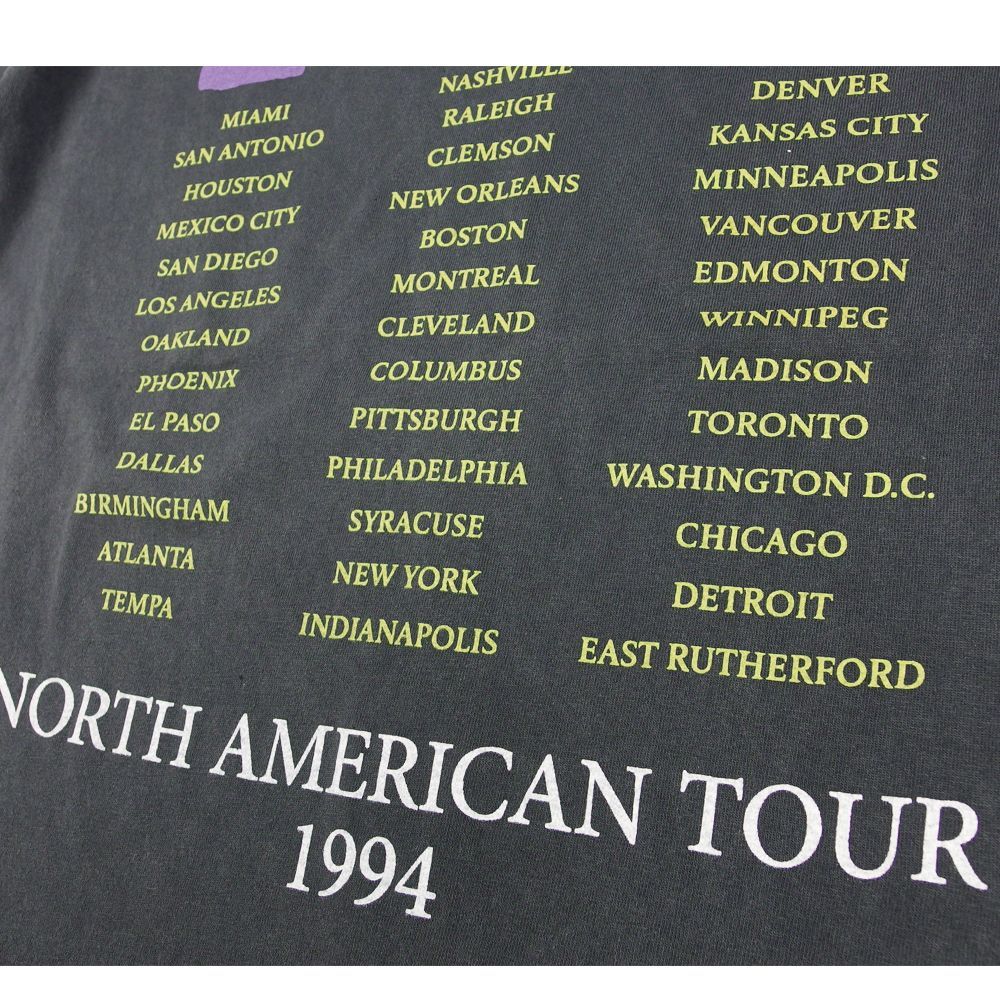 MIAMI
SAN ANTONIO
HOUSTON
MEXICO CITY
SAN DIEGO
LOS ANGELES
OAKLAND
PHOENIX
EL PASO
DALLAS
BIRMINGHAM
ATLANTA
TEMPA
NASHVILLE
RALEIGH
CLEMSON
NEW ORLEANS
BOSTON
MONTREAL
CLEVELAND
COLUMBUS
PITTSBURGH
PHILADELPHIA
SYRACUSE
NEW YORK
INDIANAPOLIS
DENVER
KANSAS CITY
MINNEAPOLIS
VANCOUVER
EDMONTON
WINNIPEG
MADISON
TORONTO
WASHINGTON D.C.
CHICAGO
DETROIT
EAST RUTHERFORD
NORTH AMERICAN TOUR
1994